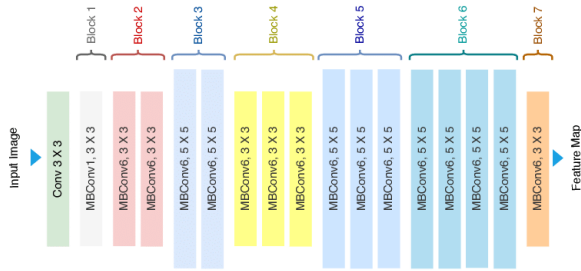 Block 1
Block 2
Block 3
Block 4
Block 5
Block 6
Block 7
Input Image
Conv 3 X 3
MBConv1, 3 X 3
MBConv6, 3 X 3
MBConv6, 3 X 3
MBConv6, 5 X 5
MBConv6, 5 X 5
MBConv6, 3 X 3
MBConv6, 3 X 3
MBConv6, 3 X 3
MBConv6, 5 X 5
MBConv6, 5 X 5
MBConv6, 5 X 5
MBConv6, 5 X 5
MBConv6, 5 X 5
MBConv6, 5 X 5
MBConv6, 5 X 5
MBConv6, 3 X 3
Feature Map